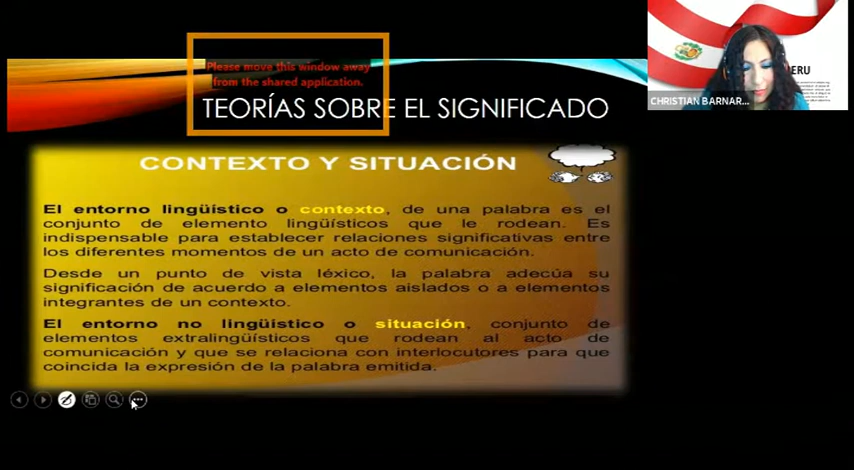 Please move this window away
from the shared application.
TEORÍAS SOBRE EL SIGNIFICADO
CONTEXTO Y SITUACIÓN
El entorno lingüístico o contexto, de una palabra es el
conjunto de elemento lingüísticos que le rodean. Es
indispensable para establecer relaciones significativas entre
los diferentes momentos de un acto de comunicación.
Desde un punto de vista léxico, la palabra adecúa su
significación de acuerdo a elementos aislados o a elementos
integrantes de un contexto.
El entorno no lingüístico o situación, conjunto de
elementos extralingüísticos que rodean al acto de
comunicación y que se relaciona con interlocutores para que
coincida la expresión de la palabra emitida.
ERU
CHRISTIAN BARNAR...